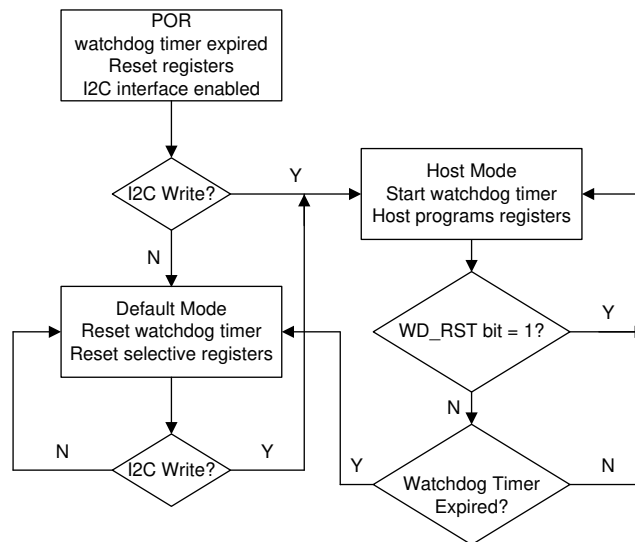 POR
watchdog timer expired
Reset registers
I2C interface enabled
I2C Write?
Y
N
Host Mode
Start watchdog timer
Host programs registers
Default Mode
Reset watchdog timer
Reset selective registers
WD_RST bit = 1?
Y
N
I2C Write?
N
Y
Y
Watchdog Timer
Expired?
N